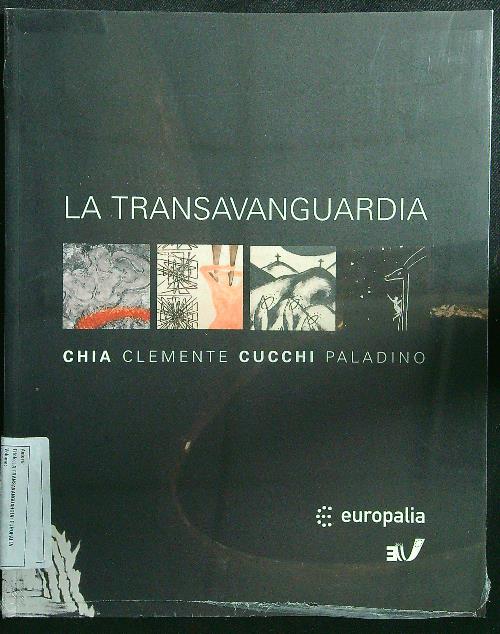 LA TRANSAVANGUARDIA
CHIA CLEMENTE CUCCHI PALADINO
europalia